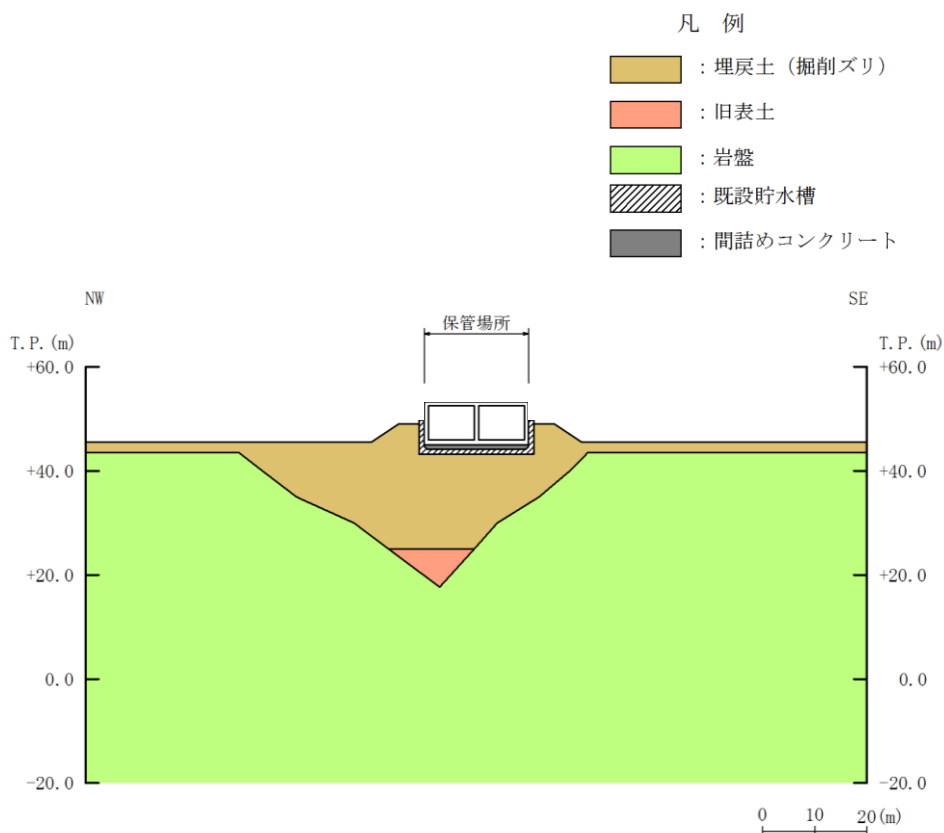 凡 例
：埋戻土（掘削ズリ）
：旧表土
：岩盤
：既設貯水槽
：間詰めコンクリート
NW
SE
保管場所
T.P.(m)
T.P.(m)
+60.0
+60.0
+40.0
+40.0
+20.0
+20.0
0.0
0.0
-20.0
-20.0
0 10 20(m)